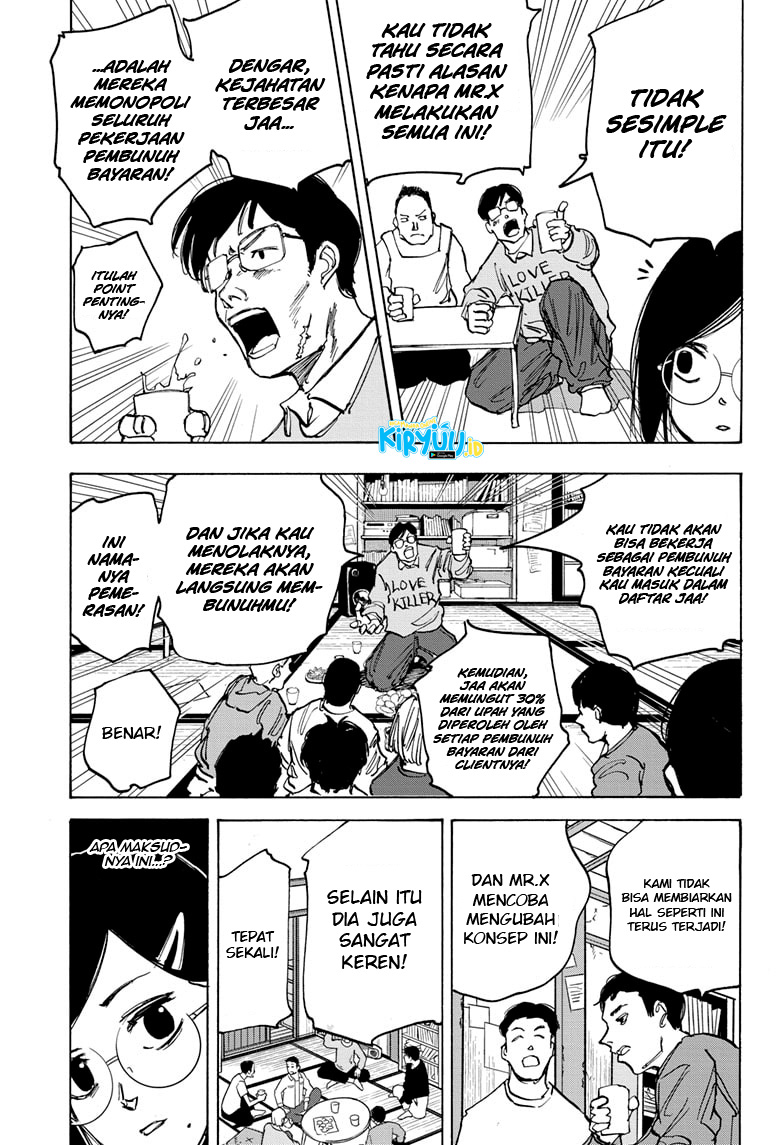 TIDAK
SESIMPLE
ITU!
KAU TIDAK
TAHU SECARA
PASTI ALASAN
KENAPA MR.X
MELAKUKAN
SEMUA INI!
LOVE
KILLER
DENGAR,
KEJAHATAN
TERBESAR
JAA...
...ADALAH
MEREKA
MEMONOPOLI
SELURUH
PEKERJAAN
PEMBUNUH
BAYARAN!
ITULAH
POINT
PENTING-
NYA!
KIRYUU.ID
KAU TIDAK AKAN
BISA BEKERJA
SEBAGAI PEMBUNUH
BAYARAN KECUALI
KAU MASUK DALAM
DAFTAR JAA!
LOVE
KILLER
KEMUDIAN,
JAA AKAN
MEMUNGUT 30%
DARI UPAH YANG
DIPEROLEH OLEH
SETIAP PEMBUNUH
BAYARAN DARI
CLIENTNYA!
DAN JIKA KAU
MENOLAKNYA,
MEREKA AKAN
LANGSUNG MEM-
BUNUHMU!
INI
NAMA-
NYA
PEME-
RASAN!
BENAR!
KAMI TIDAK
BISA MEMBIARKAN
HAL SEPERTI INI
TERUS TERJADI!
DAN MR.X
MENCOBA
MENGUBAH
KONSEP INI!
SELAIN ITU
DIA JUGA
SANGAT
KEREN!
TEPAT
SEKALI!
APA MAKSUD-
NYA INI...?